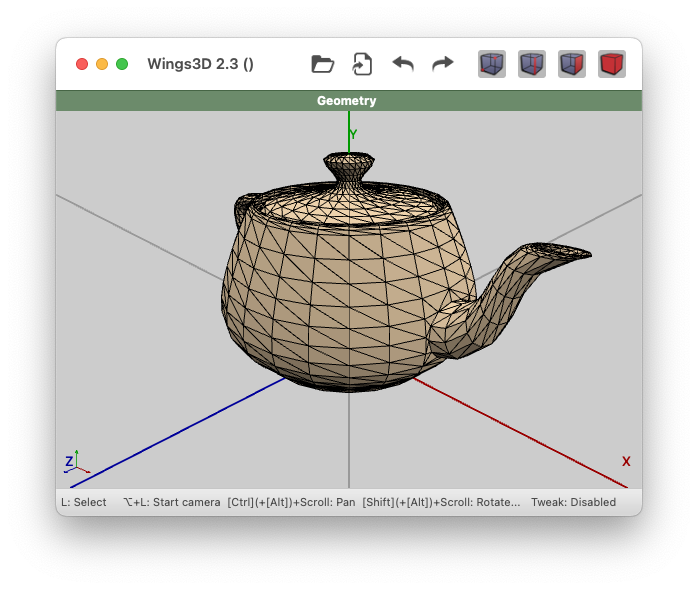 Wings3D 2.3 ()
Geometry
Y
Z
X
L: Select ⌥+L: Start camera [Ctrl](+[Alt])+Scroll: Pan [Shift](+[Alt])+Scroll: Rotate... Tweak: Disabled